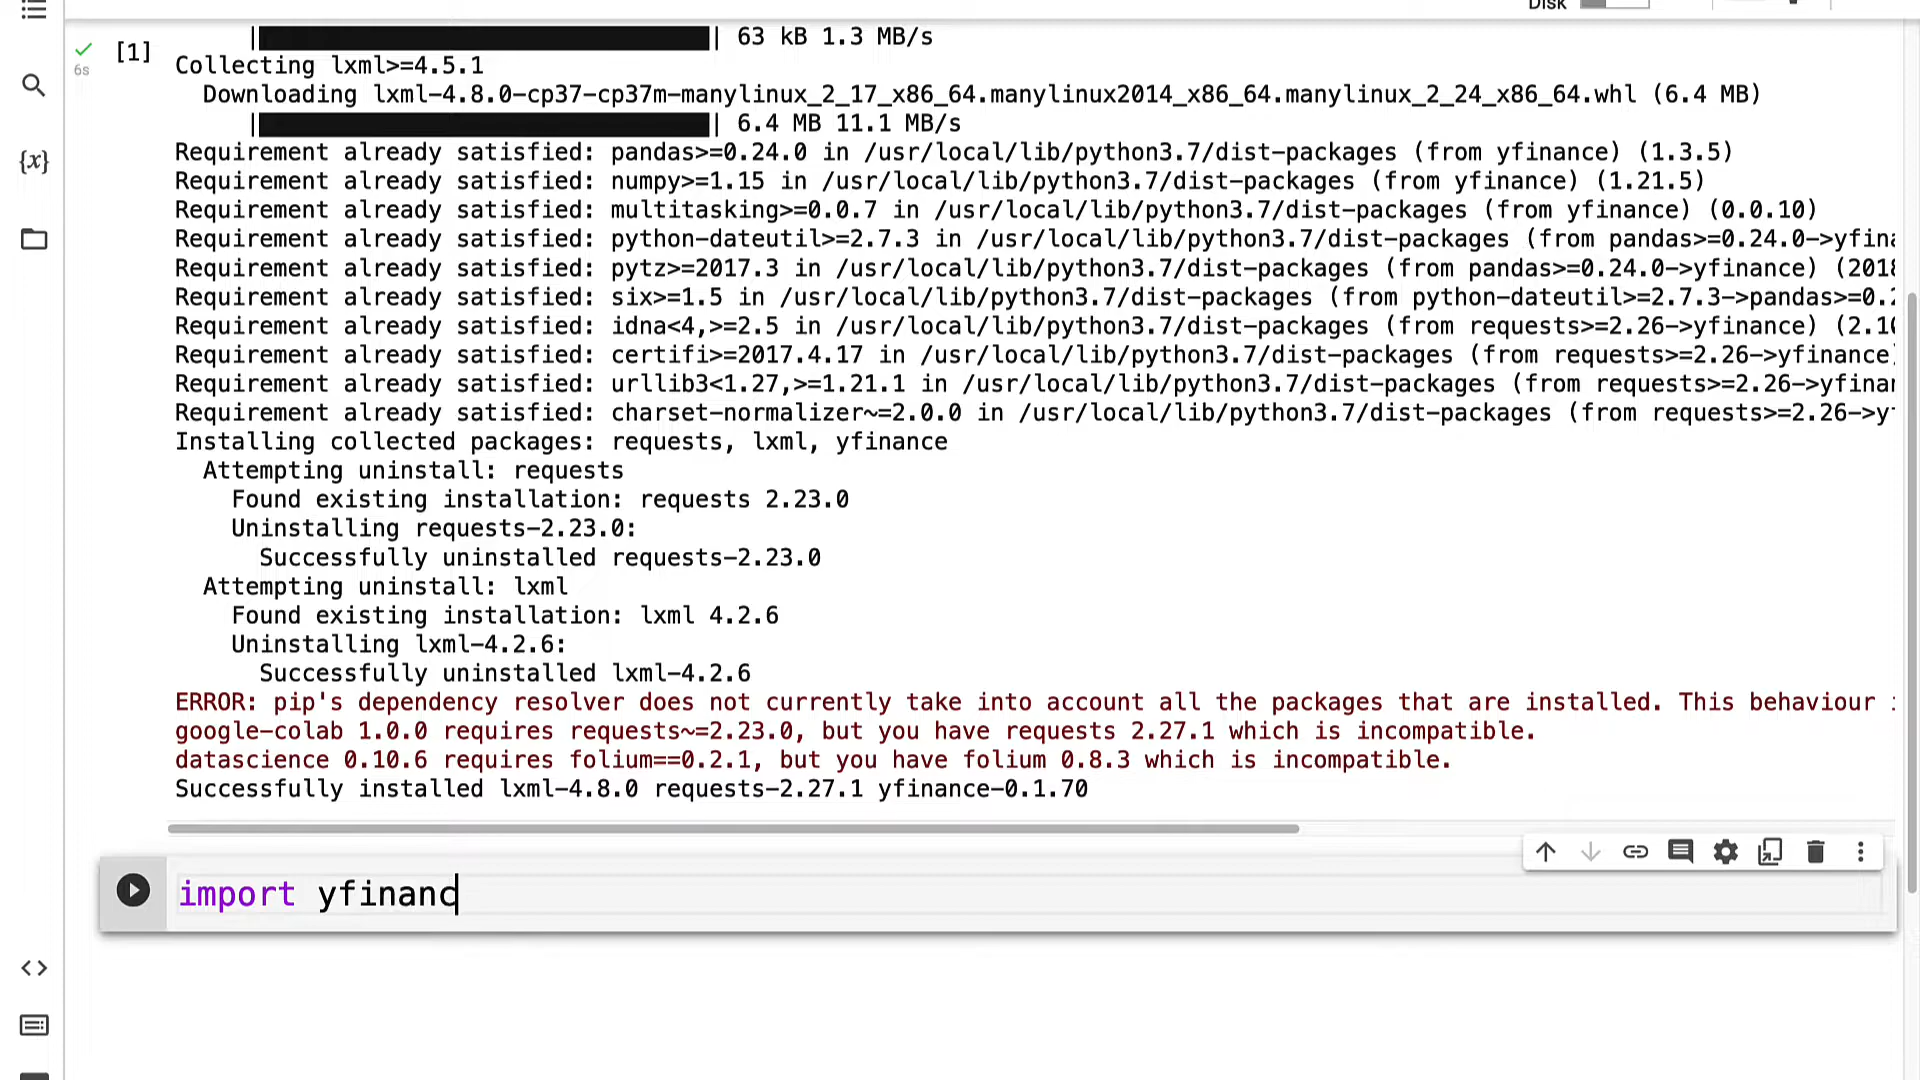 Disk
63 kB 1.3 MB/s
[1]
6s
Collecting lxml>=4.5.1
Downloading lxml-4.8.0-cp37-cp37m-manylinux_2_17_x86_64.manylinux2014_x86_64.manylinux_2_24_x86_64.whl (6.4 MB)
6.4 MB 11.1 MB/s
Requirement already satisfied: pandas>=0.24.0 in /usr/local/lib/python3.7/dist-packages (from yfinance) (1.3.5)
Requirement already satisfied: numpy>=1.15 in /usr/local/lib/python3.7/dist-packages (from yfinance) (1.21.5)
Requirement already satisfied: multitasking>=0.0.7 in /usr/local/lib/python3.7/dist-packages (from yfinance) (0.0.10)
Requirement already satisfied: python-dateutil>=2.7.3 in /usr/local/lib/python3.7/dist-packages (from pandas>=0.24.0->yfina
Requirement already satisfied: pytz>=2017.3 in /usr/local/lib/python3.7/dist-packages (from pandas>=0.24.0->yfinance) (2018
Requirement already satisfied: six>=1.5 in /usr/local/lib/python3.7/dist-packages (from python-dateutil>=2.7.3->pandas>=0.2
Requirement already satisfied: idna<4,>=2.5 in /usr/local/lib/python3.7/dist-packages (from requests>=2.26->yfinance) (2.10
Requirement already satisfied: certifi>=2017.4.17 in /usr/local/lib/python3.7/dist-packages (from requests>=2.26->yfinance)
Requirement already satisfied: urllib3<1.27,>=1.21.1 in /usr/local/lib/python3.7/dist-packages (from requests>=2.26->yfinan
Requirement already satisfied: charset-normalizer~=2.0.0 in /usr/local/lib/python3.7/dist-packages (from requests>=2.26->y
Installing collected packages: requests, lxml, yfinance
Attempting uninstall: requests
Found existing installation: requests 2.23.0
Uninstalling requests-2.23.0:
Successfully uninstalled requests-2.23.0
Attempting uninstall: lxml
Found existing installation: lxml 4.2.6
Uninstalling lxml-4.2.6:
Successfully uninstalled lxml-4.2.6
ERROR: pip's dependency resolver does not currently take into account all the packages that are installed. This behaviour
google-colab 1.0.0 requires requests~=2.23.0, but you have requests 2.27.1 which is incompatible.
datascience 0.10.6 requires folium==0.2.1, but you have folium 0.8.3 which is incompatible.
Successfully installed lxml-4.8.0 requests-2.27.1 yfinance-0.1.70
import yfinanc